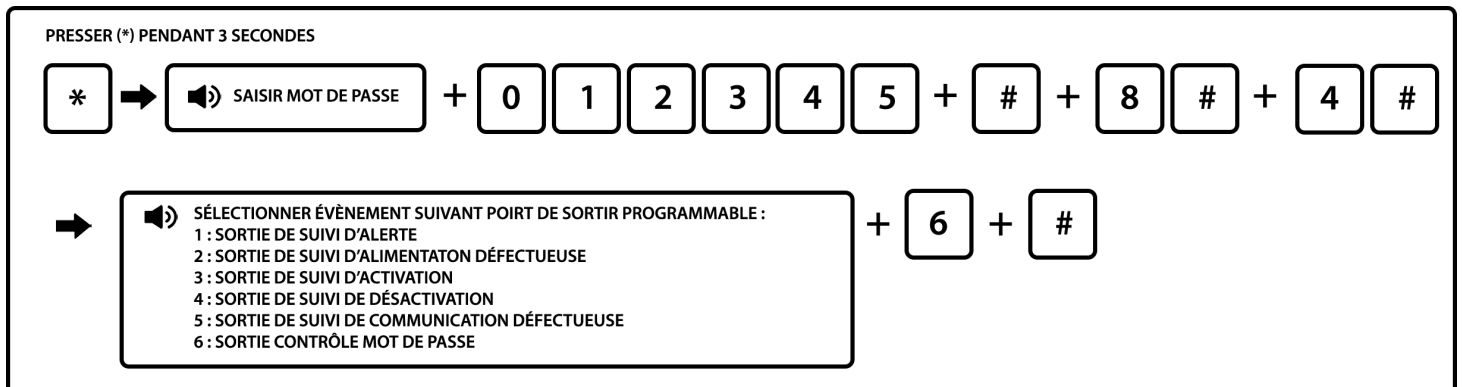 PRESSER (*) PENDANT 3 SECONDES
* SAISIR MOT DE PASSE + 0 1 2 3 4 5 + # + 8 # + 4 #
SÉLECTIONNER ÉVÈNEMENT SUIVANT POIRT DE SORTIR PROGRAMMABLE :
1 : SORTIE DE SUIVI D’ALERTE
2 : SORTIE DE SUIVI D’ALIMENTATON DÉFECTUEUSE
3 : SORTIE DE SUIVI D’ACTIVATION
4 : SORTIE DE SUIVI DE DÉSACTIVATION
5 : SORTIE DE SUIVI DE COMMUNICATION DÉFECTUEUSE
6 : SORTIE CONTRÔLE MOT DE PASSE
+ 6 + #